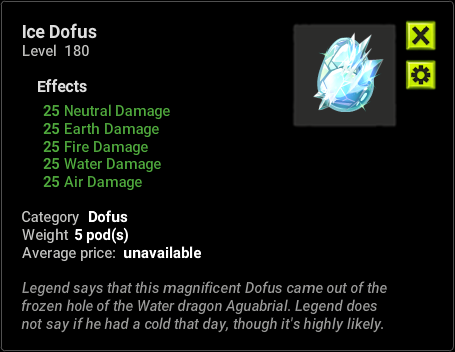 Ice Dofus
Level 180
Effects
25 Neutral Damage
25 Earth Damage
25 Fire Damage
25 Water Damage
25 Air Damage
Category Dofus
Weight 5 pod(s)
Average price: unavailable
Legend says that this magnificent Dofus came out of the
frozen hole of the Water dragon Aguabrial. Legend does
not say if he had a cold that day, though it's highly likely.